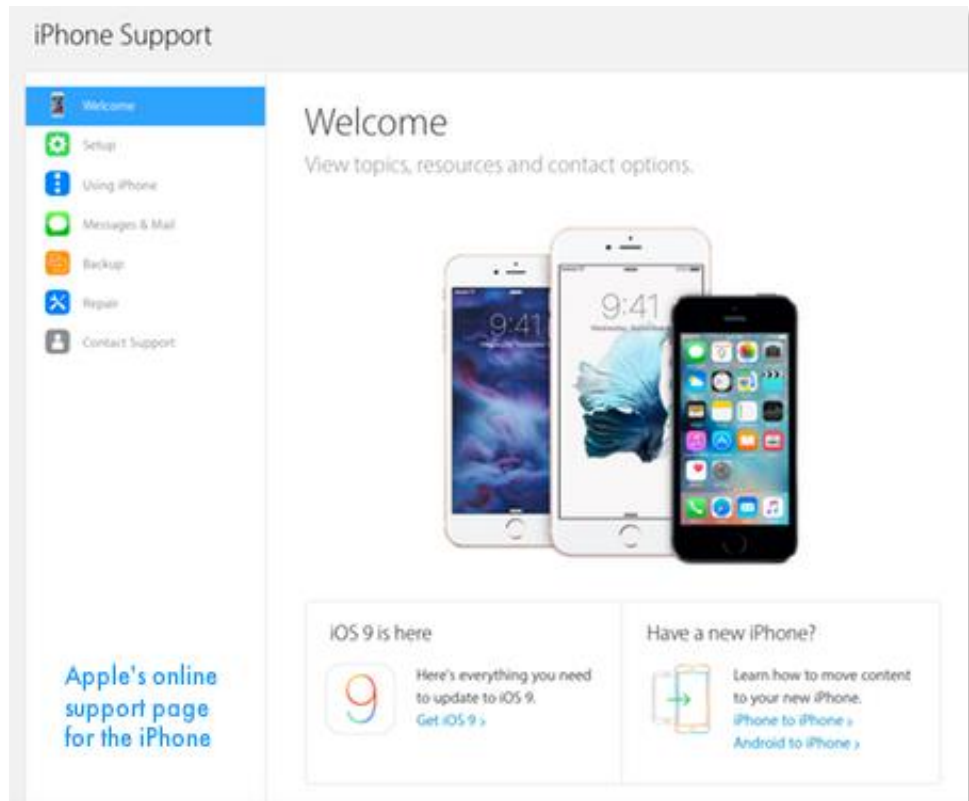 iPhone Support
Welcome
Setup
Using iPhone
Messages & Mail
Backup
Repair
Contact Support
Welcome
View topics, resources and contact options.
9:41
9:41
iOS 9 is here
9
Here's everything you need
to update to iOS 9.
Get iOS 9 >
Have a new iPhone?
Learn how to move content
to your new iPhone.
iPhone to iPhone >
Android to iPhone >
Apple's online
support page
for the iPhone